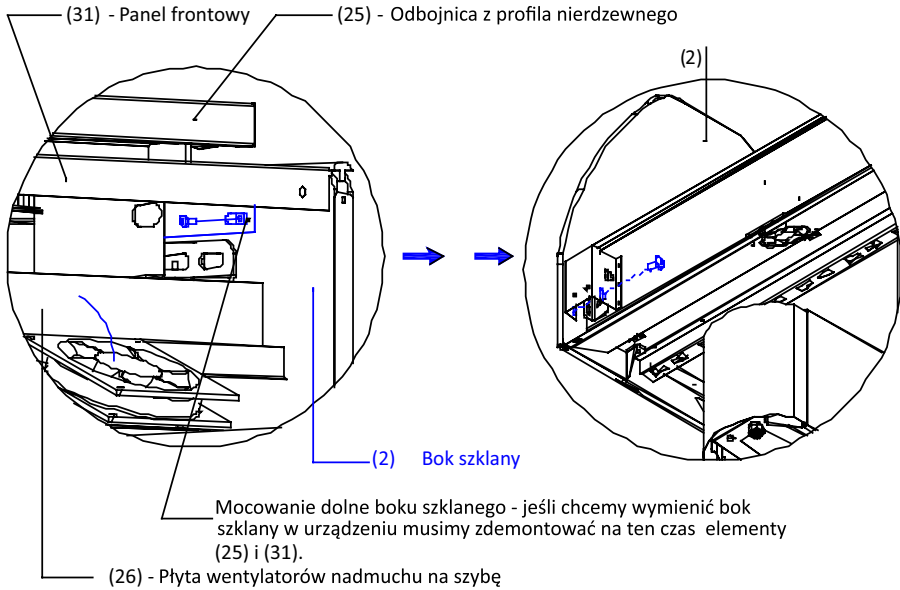 (31) - Panel frontowy
(25) - Odbojnica z profila nierdzewnego
(2)
(2) Bok szklany
Mocowanie dolne boku szklanego - jeśli chcemy wymienić bok
szklany w urządzeniu musimy zdemontować na ten czas elementy
(25) i (31).
(26) - Płyta wentylatorów nadmuchu na szybę